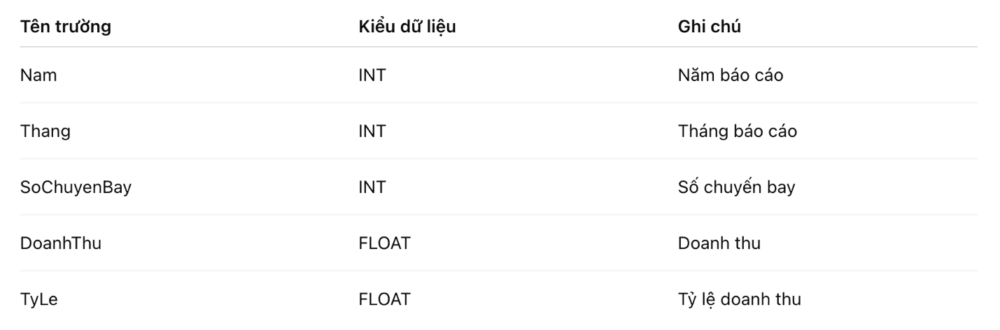 Tên trường Kiểu dữ liệu Ghi chú
Nam INT Năm báo cáo
Thang INT Tháng báo cáo
SoChuyenBay INT Số chuyến bay
DoanhThu FLOAT Doanh thu
TyLe FLOAT Tỷ lệ doanh thu